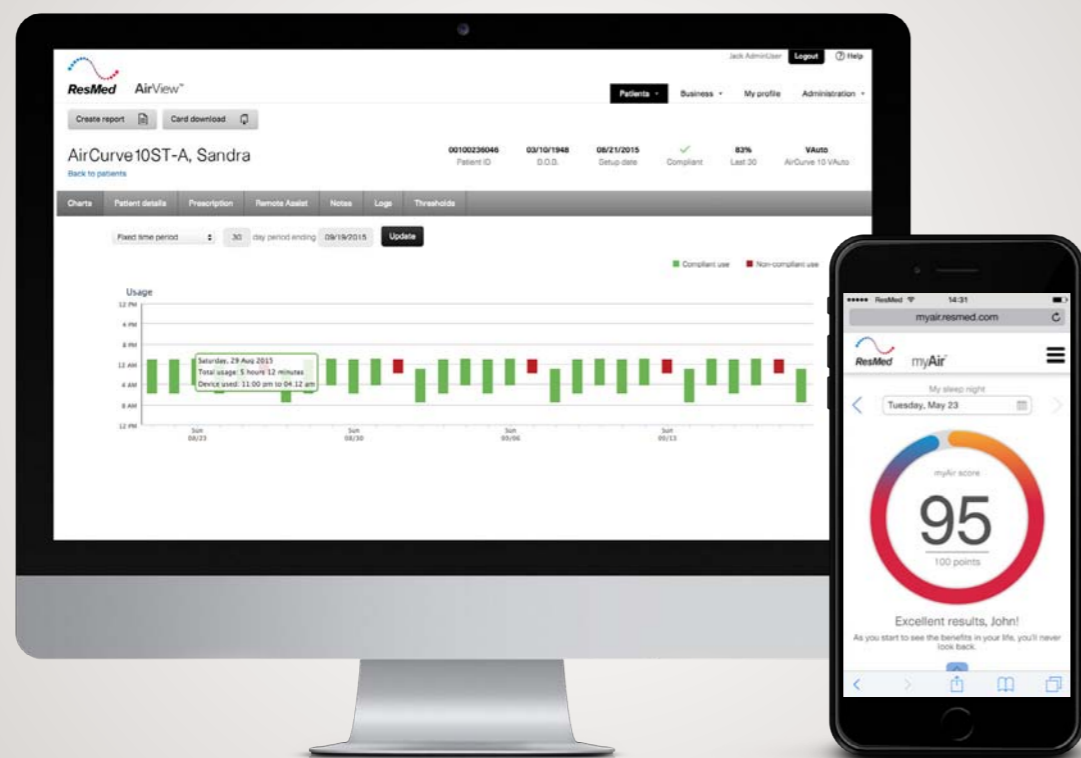 Jack AdminUser Logout ? Help
ResMed AirView™
Patients Business My profile Administration
Create report Card download
AirCurve10ST-A, Sandra
Back to patients
00100236046 03/10/1948 08/21/2015 83% VAuto
Patient ID D.O.B. Setup date Compliant Last 30 AirCurve 10 VAuto
Charts Patient details Prescription Remote Assist Notes Logs Thresholds
Fixed time period 30 day period ending 09/19/2015 Update
Compliant use Non-compliant use
Usage
12 PM
4 PM
8 PM
12 AM
4 AM
8 AM
12 PM
Saturday, 29 Aug 2015
Total usage: 5 hours 12 minutes
Device used: 11:00 pm to 04:12 am
Sun Sun Sun Sun
08/23 08/30 09/06 09/13
ResMed 14:31
myair.resmed.com
ResMed myAir™
My sleep night
Tuesday, May 23
myAir score
95
100 points
Excellent results, John!
As you start to see the benefits in your life, you'll never
look back.